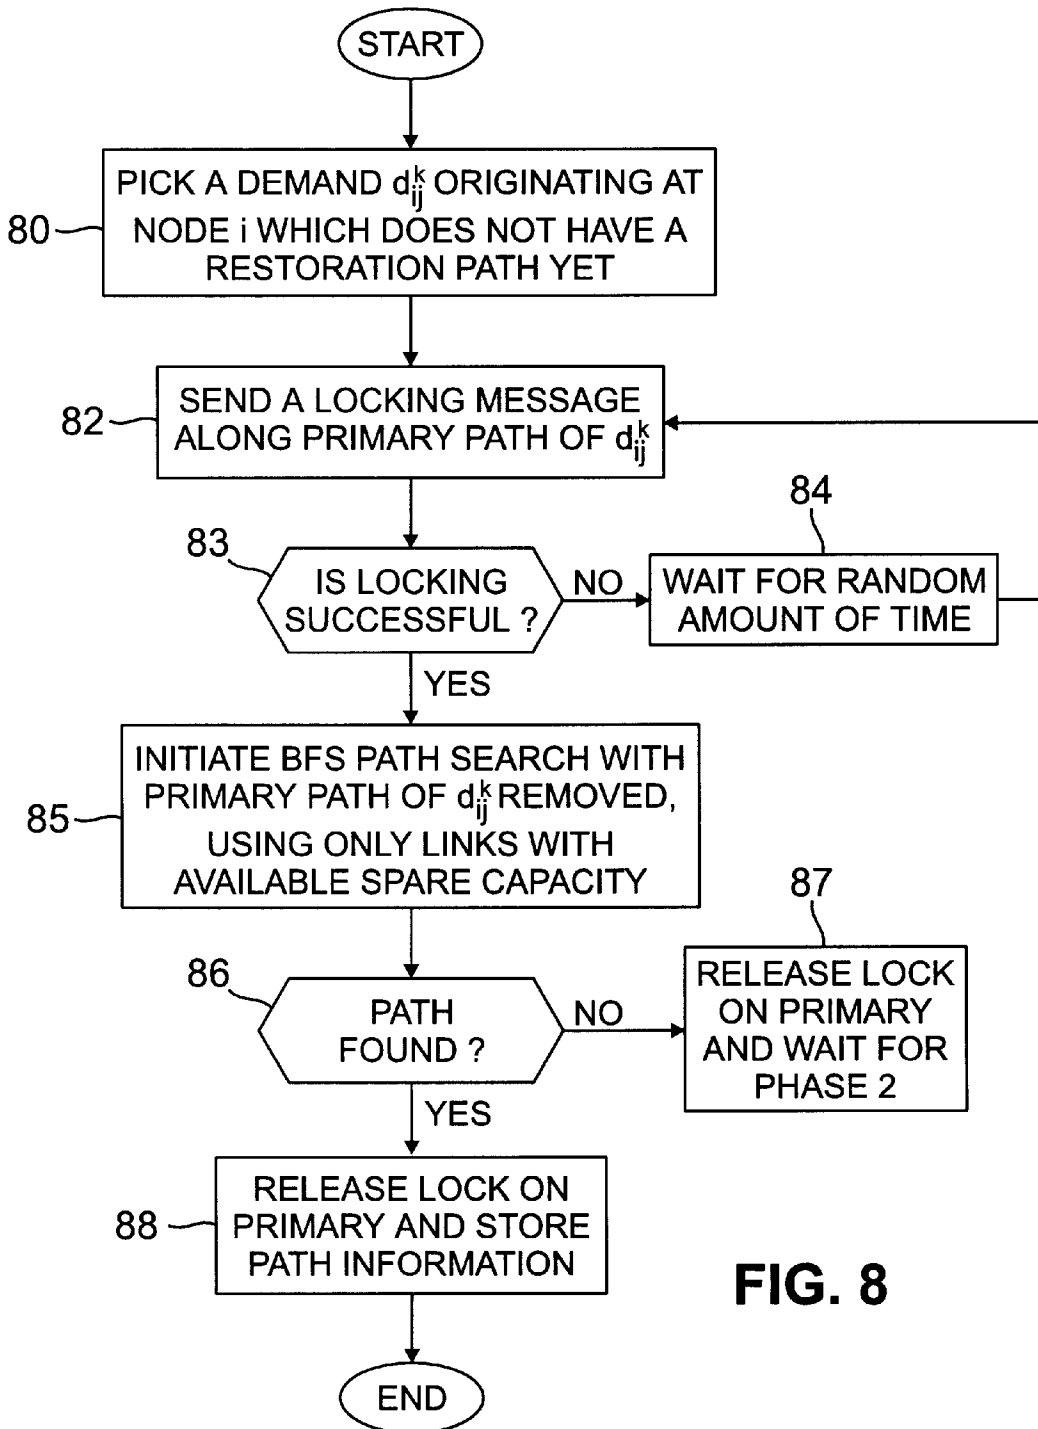 START
PICK A DEMAND d_ij^k ORIGINATING AT
80
NODE i WHICH DOES NOT HAVE A
RESTORATION PATH YET
SEND A LOCKING MESSAGE
82
ALONG PRIMARY PATH OF d_ij^k
84
83
IS LOCKING
SUCCESSFUL ?
NO
WAIT FOR RANDOM
AMOUNT OF TIME
YES
INITIATE BFS PATH SEARCH WITH
PRIMARY PATH OF d_ij^k REMOVED,
85
USING ONLY LINKS WITH
AVAILABLE SPARE CAPACITY
87
86
PATH
FOUND ?
NO
RELEASE LOCK
ON PRIMARY
AND WAIT FOR
PHASE 2
YES
RELEASE LOCK ON
88
PRIMARY AND STORE
PATH INFORMATION
FIG. 8
END